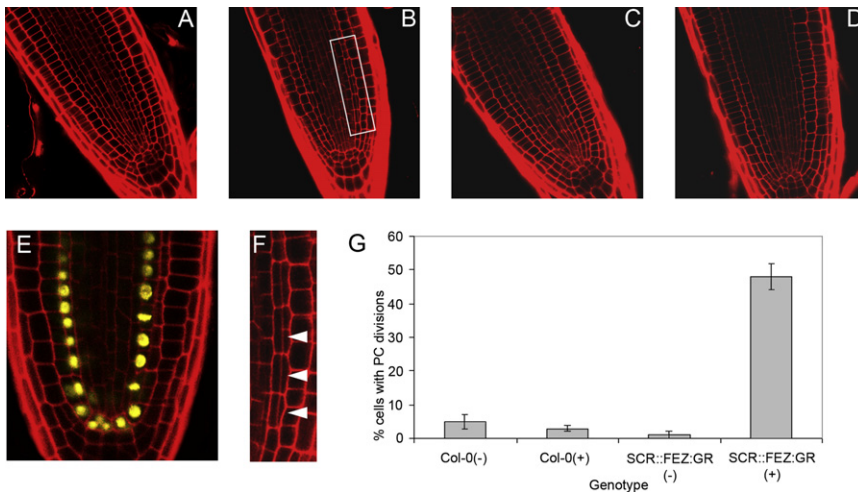 A
B
C
D
E
F
G
% cells with PC divisions
60
50
40
30
20
10
0
Col-0(-)
Col-0(+)
SCR::FEZ:GR
(-)
SCR::FEZ:GR
(+)
Genotype